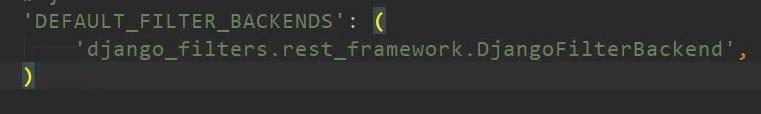 'DEFAULT_FILTER_BACKENDS': (
'django_filters.rest_framework.DjangoFilterBackend',
)